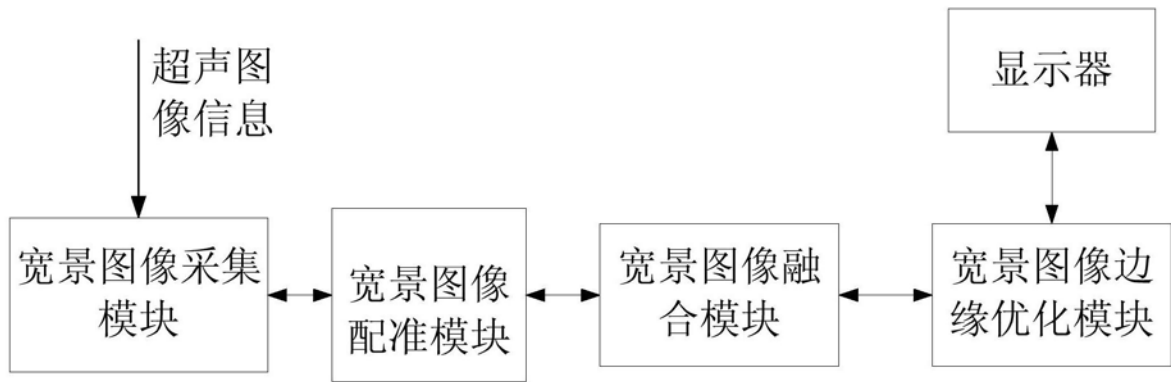 超声图
像信息
显示器
宽景图像采集
模块
宽景图像
配准模块
宽景图像融
合模块
宽景图像边
缘优化模块